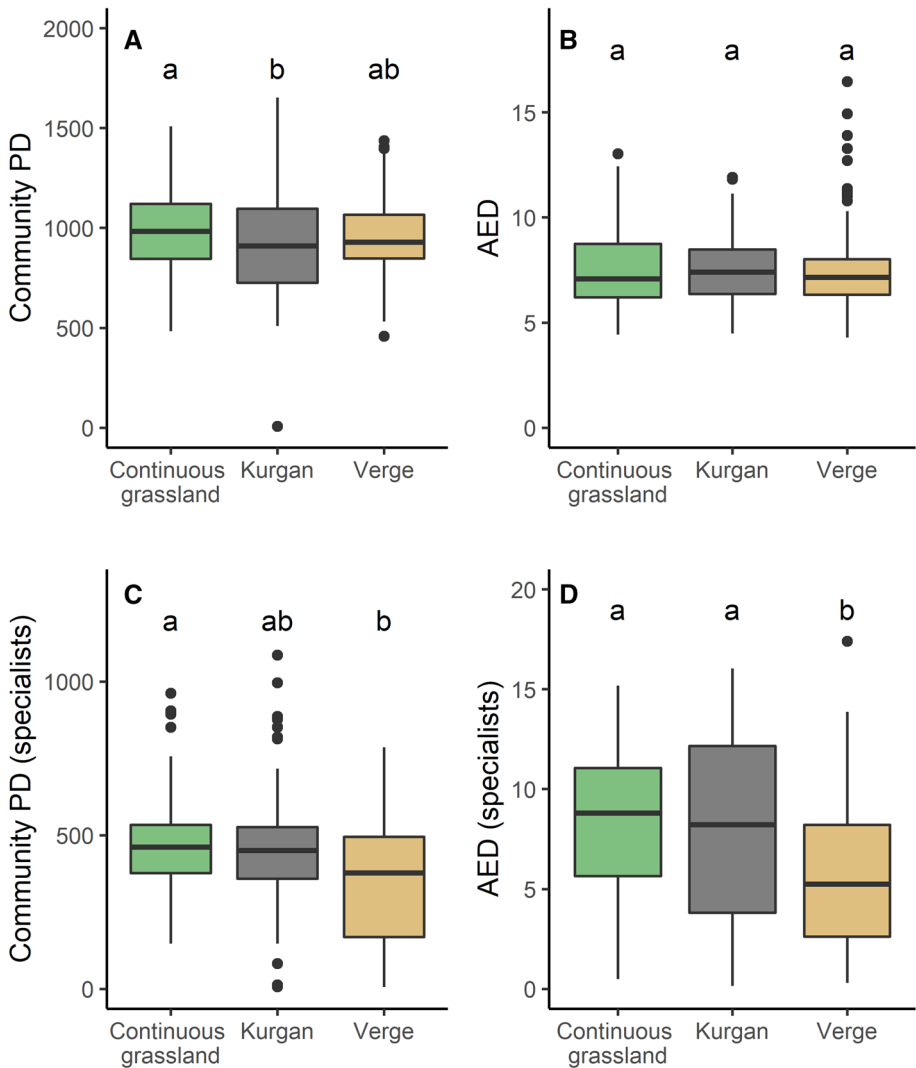 A
a b ab
Community PD
2000
1500
1000
500
0
Continuous
grassland
Kurgan
Verge
B
a a a
AED
15
10
5
0
Continuous
grassland
Kurgan
Verge
C
a ab b
Community PD (specialists)
1000
500
0
Continuous
grassland
Kurgan
Verge
D
a a b
AED (specialists)
20
15
10
5
0
Continuous
grassland
Kurgan
Verge